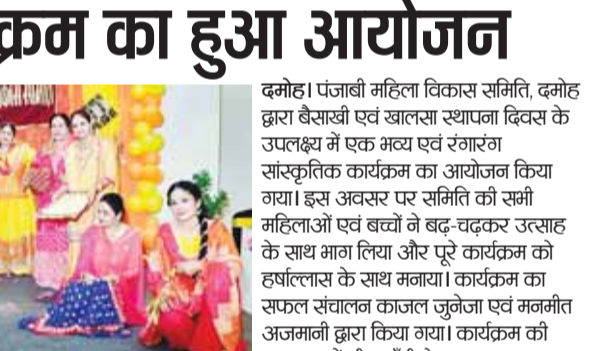 क्रम का हुआ आयोजन
दमोह। पंजाबी महिला विकास समिति, दमोह
द्वारा बैसाखी एवं खालसा स्थापना दिवस के
उपलक्ष्य में एक भव्य एवं रंगारंग
सांस्कृतिक कार्यक्रम का आयोजन किया
गया। इस अवसर पर समिति की सभी
महिलाओं एवं बच्चों ने बढ़-चढ़कर उत्साह
के साथ भाग लिया और पूरे कार्यक्रम को
हर्षाल्लास के साथ मनाया। कार्यक्रम का
सफल संचालन काजल जुनेजा एवं मनमीत
अजमानी द्वारा किया गया। कार्यक्रम की